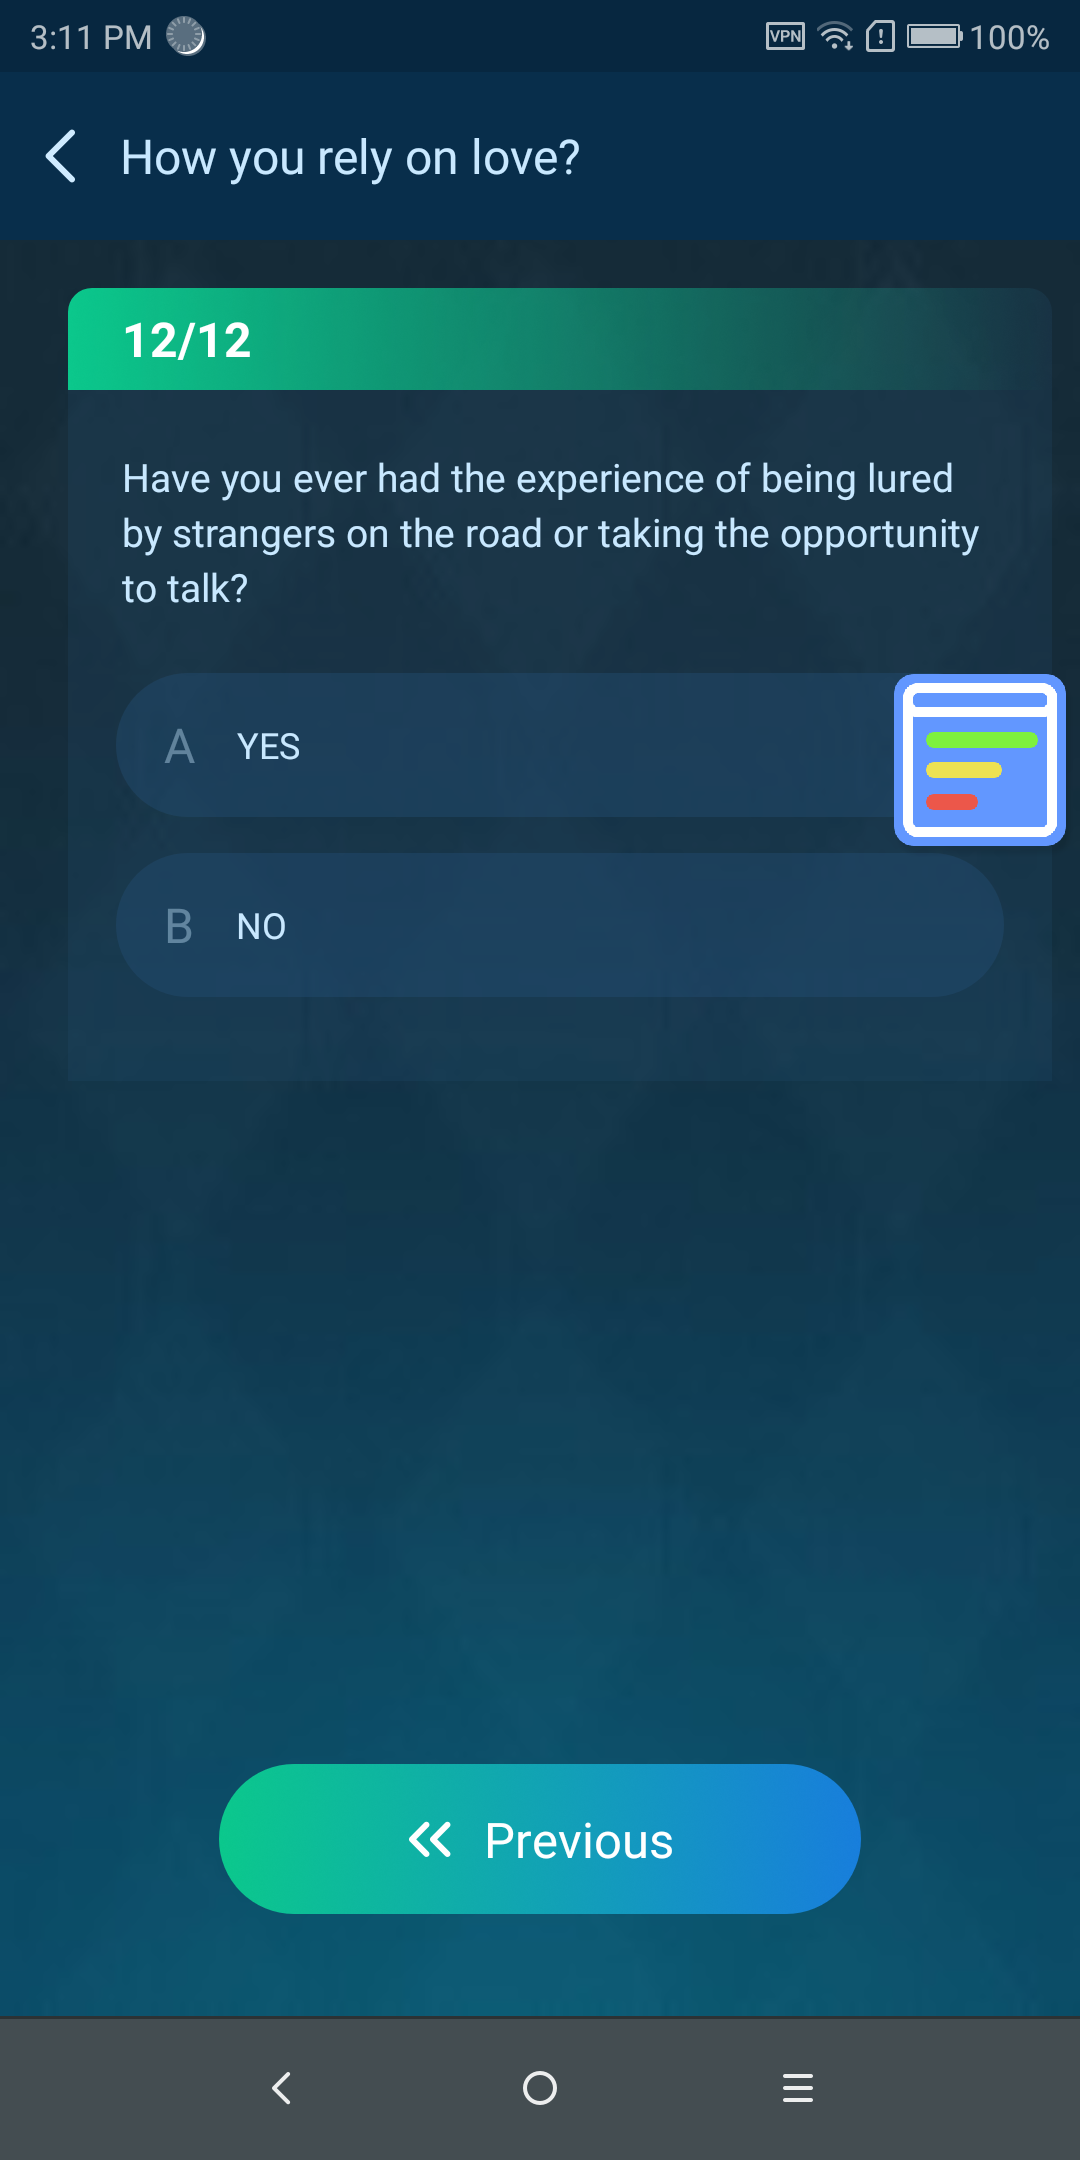 3:11 PM
VPN
100%
How you rely on love?
12/12
Have you ever had the experience of being lured
by strangers on the road or taking the opportunity
to talk?
A YES
B NO
Previous